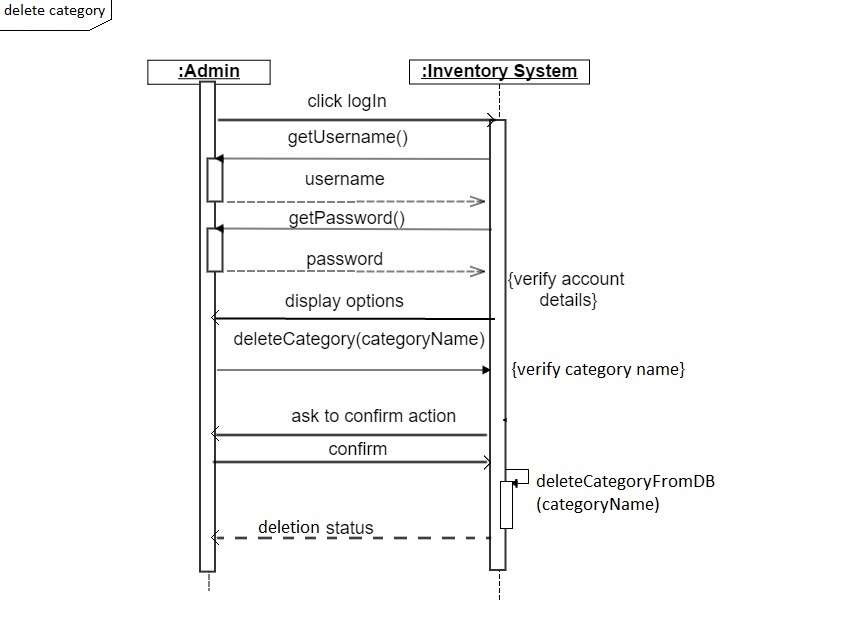 delete category
:Admin
:Inventory System
click logIn
getUsername()
username
getPassword()
password
{verify account
details}
display options
deleteCategory(categoryName)
{verify category name}
ask to confirm action
confirm
deleteCategoryFromDB
(categoryName)
deletion status